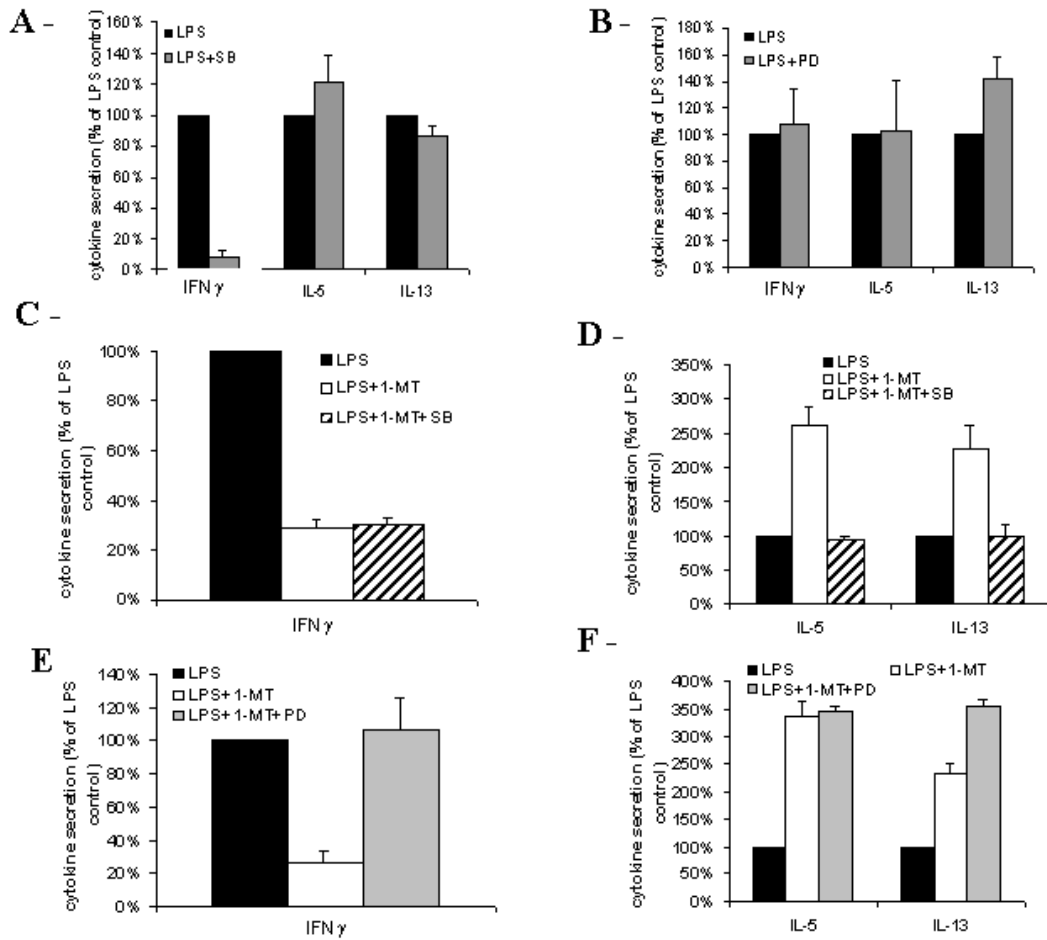 A -
cytokine secretion (% of LPS control)
160%
140%
120%
100%
80%
60%
40%
20%
0%
LPS
LPS+SB
IFN γ
IL-5
IL-13
B -
cytokine secretion (% of LPS control)
180%
160%
140%
120%
100%
80%
60%
40%
20%
0%
LPS
LPS+PD
IFN γ
IL-5
IL-13
C -
cytokine secretion (% of LPS
control)
100%
80%
60%
40%
20%
0%
LPS
LPS+1-MT
LPS+1-MT+SB
IFN γ
D -
cytokine secretion (% of LPS
control)
350%
300%
250%
200%
150%
100%
50%
0%
LPS
LPS+1-MT
LPS+1-MT+SB
IL-5
IL-13
E
cytokine secretion (% of LPS
control)
140%
120%
100%
80%
60%
40%
20%
0%
LPS
LPS+1-MT
LPS+1-MT+PD
IFN γ
F -
cytokine secretion (% of LPS
control)
400%
350%
300%
250%
200%
150%
100%
50%
0%
LPS
LPS+1-MT
LPS+1-MT+PD
IL-5
IL-13